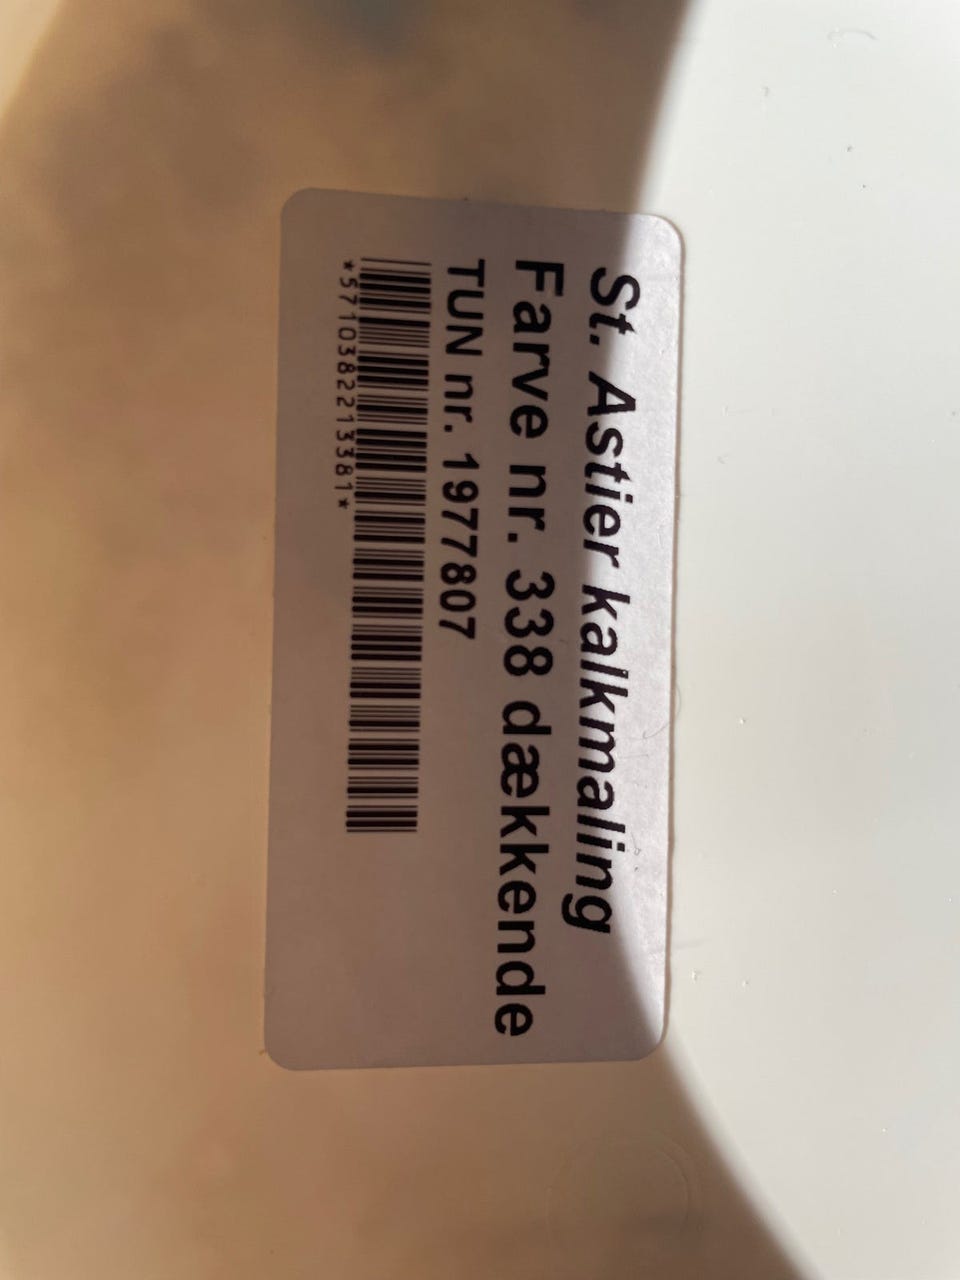 St. Astier kalkmaling
Farve nr. 338 dækkende
TUN nr. 1977807
*5710382213381*